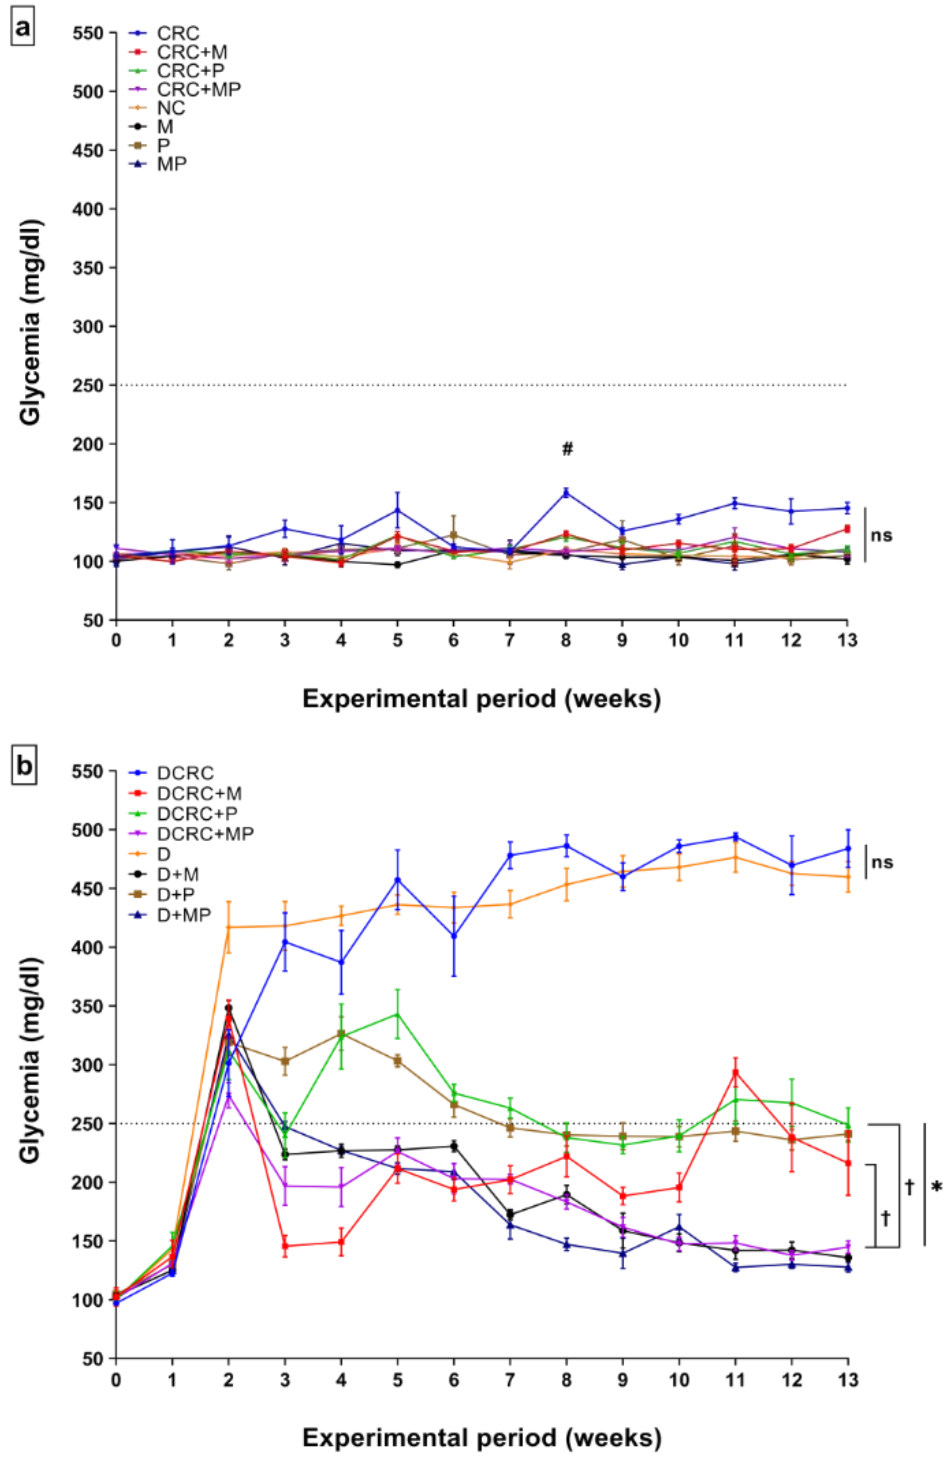 a
550
500
450
400
350
300
250
200
150
100
50
Glycemia (mg/dl)
CRC
CRC+M
CRC+P
CRC+MP
NC
M
P
MP
#
ns
0 1 2 3 4 5 6 7 8 9 10 11 12 13
Experimental period (weeks)
b
550
500
450
400
350
300
250
200
150
100
50
Glycemia (mg/dl)
DCRC
DCRC+M
DCRC+P
DCRC+MP
D
D+M
D+P
D+MP
ns
† *
†
0 1 2 3 4 5 6 7 8 9 10 11 12 13
Experimental period (weeks)